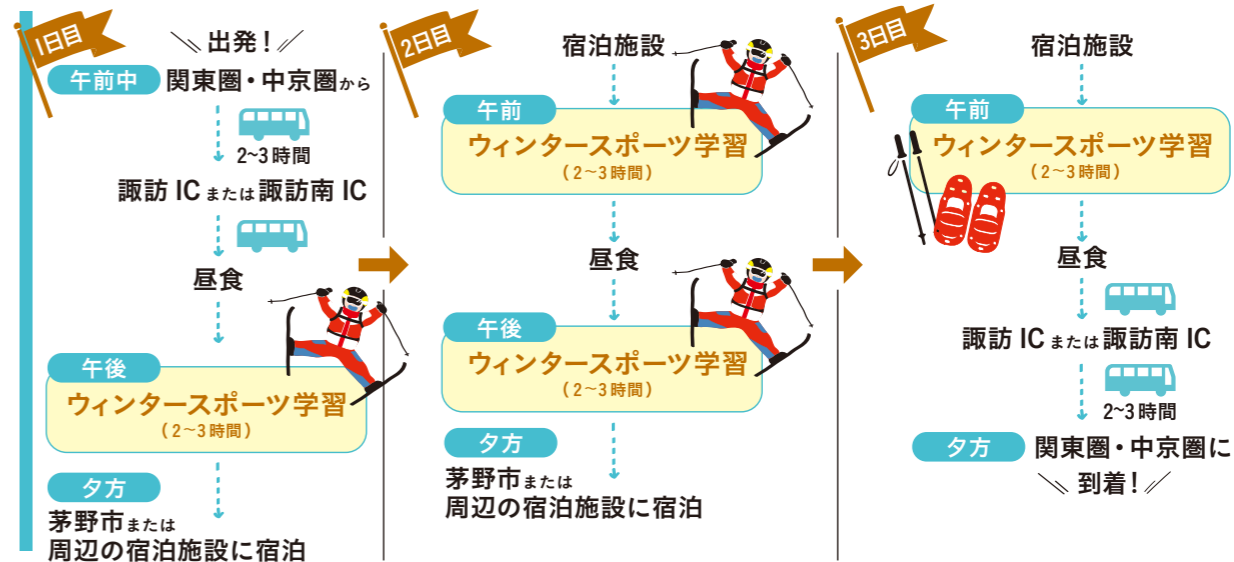 1日目
出発！
午前中 関東圏・中京圏から
2~3時間
諏訪 IC または 諏訪南 IC
昼食
午後
ウィンタースポーツ学習
（2～3時間）
夕方
茅野市または
周辺の宿泊施設に宿泊
2日目
宿泊施設
午前
ウィンタースポーツ学習
（2～3時間）
昼食
午後
ウィンタースポーツ学習
（2～3時間）
夕方
茅野市または
周辺の宿泊施設に宿泊
3日目
宿泊施設
午前
ウィンタースポーツ学習
（2～3時間）
昼食
諏訪 IC または 諏訪南 IC
2~3時間
夕方 関東圏・中京圏に
到着！